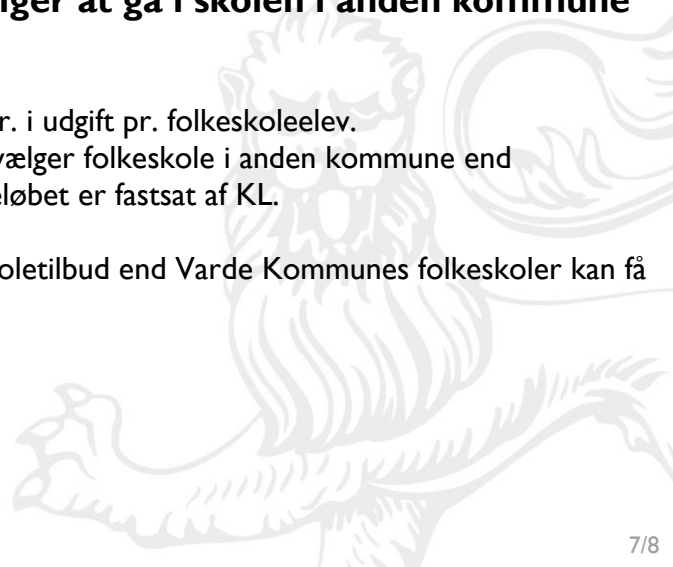 lger at gå i skolen i anden kommune
r. i udgift pr. folkeskoleelev.
vælger folkeskole i anden kommune end
eløbet er fastsat af KL.
oletilbud end Varde Kommunes folkeskoler kan få
7/8